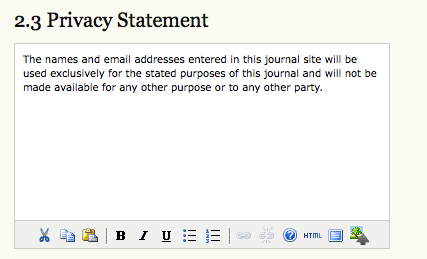 2.3 Privacy Statement
The names and email addresses entered in this journal site will be
used exclusively for the stated purposes of this journal and will not be
made available for any other purpose or to any other party.
B I U HTML